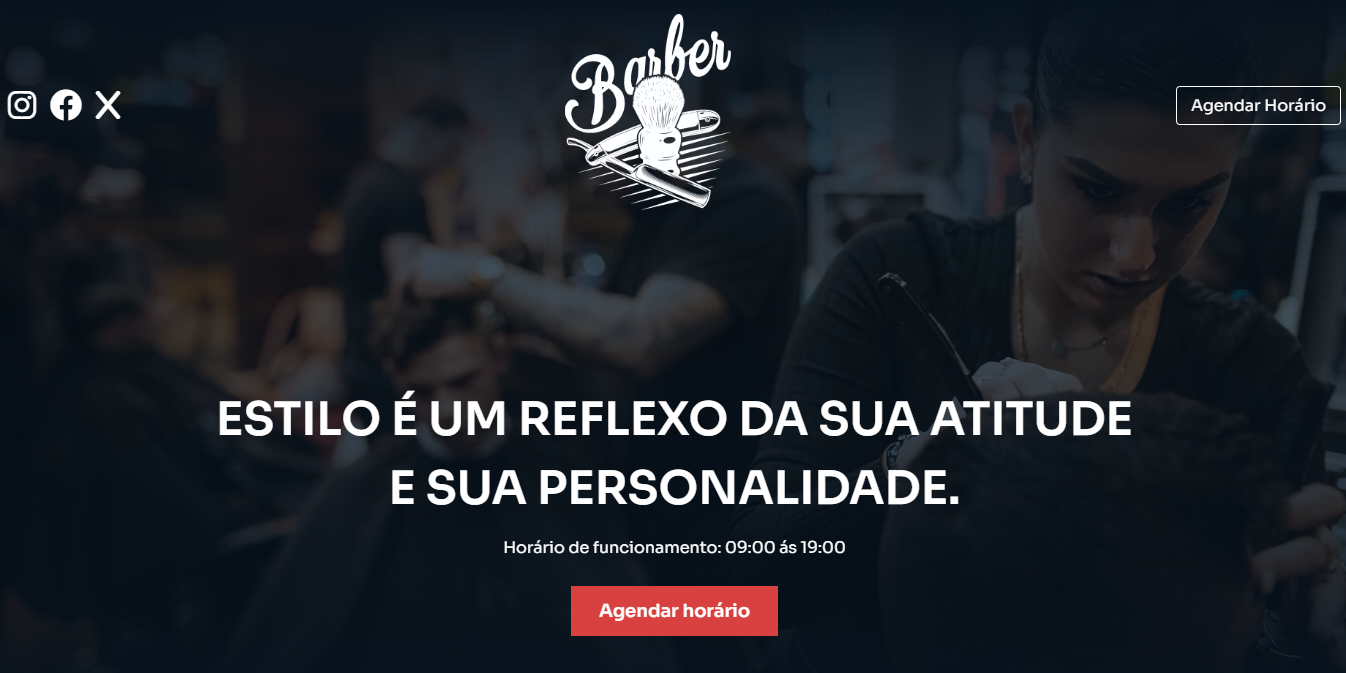 Barber
Agendar Horário
ESTILO É UM REFLEXO DA SUA ATITUDE
E SUA PERSONALIDADE.
Horário de funcionamento: 09:00 ás 19:00
Agendar horário